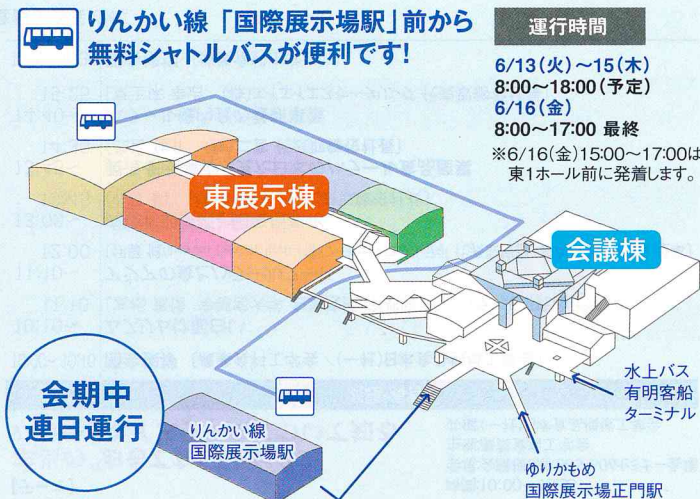 りんかい線「国際展示場駅」前から
無料シャトルバスが便利です!
運行時間
6/13(火)~15(木)
8:00~18:00(予定)
6/16(金)
8:00~17:00 最終
※6/16(金)15:00~17:00は
東1ホール前に発着します。
東展示棟
会議棟
会期中
連日運行
りんかい線
国際展示場駅
水上バス
有明客船
ターミナル
ゆりかもめ
国際展示場正門駅